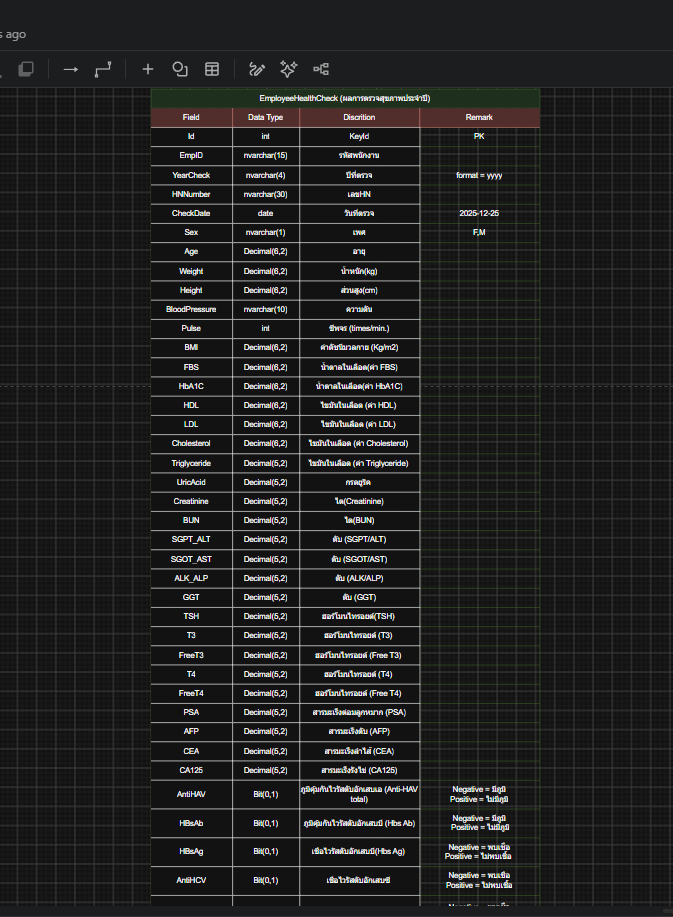 s ago
EmployeeHealthCheck (ผลการตรวจสุขภาพประจำปี)
Field Data Type Discrition Remark
Id int KeyId PK
EmpID nvarchar(15) รหัสพนักงาน
YearCheck nvarchar(4) ปีที่ตรวจ format = yyyy
HNNumber nvarchar(30) เลขHN
CheckDate date วันที่ตรวจ 2025-12-25
Sex nvarchar(1) เพศ F,M
Age Decimal(6,2) อายุ
Weight Decimal(6,2) น้ำหนัก(kg)
Height Decimal(6,2) ส่วนสูง(cm)
BloodPressure nvarchar(10) ความดัน
Pulse int ชีพจร (times/min.)
BMI Decimal(6,2) ค่าดัชนีมวลกาย (Kg/m2)
FBS Decimal(6,2) น้ำตาลในเลือด(ค่า FBS)
HbA1C Decimal(6,2) น้ำตาลในเลือด(ค่า HbA1C)
HDL Decimal(6,2) ไขมันในเลือด (ค่า HDL)
LDL Decimal(6,2) ไขมันในเลือด (ค่า LDL)
Cholesterol Decimal(6,2) ไขมันในเลือด (ค่า Cholesterol)
Triglyceride Decimal(5,2) ไขมันในเลือด (ค่า Triglyceride)
UricAcid Decimal(5,2) กรดยูริค
Creatinine Decimal(5,2) ไต(Creatinine)
BUN Decimal(5,2) ไต(BUN)
SGPT_ALT Decimal(5,2) ตับ (SGPT/ALT)
SGOT_AST Decimal(5,2) ตับ (SGOT/AST)
ALK_ALP Decimal(5,2) ตับ (ALK/ALP)
GGT Decimal(5,2) ตับ (GGT)
TSH Decimal(5,2) ฮอร์โมนไทรอยด์(TSH)
T3 Decimal(5,2) ฮอร์โมนไทรอยด์ (T3)
FreeT3 Decimal(5,2) ฮอร์โมนไทรอยด์ (Free T3)
T4 Decimal(5,2) ฮอร์โมนไทรอยด์ (T4)
FreeT4 Decimal(5,2) ฮอร์โมนไทรอยด์ (Free T4)
PSA Decimal(5,2) สารมะเร็งต่อมลูกหมาก (PSA)
AFP Decimal(5,2) สารมะเร็งตับ (AFP)
CEA Decimal(5,2) สารมะเร็งลำไส้ (CEA)
CA125 Decimal(5,2) สารมะเร็งรังไข่ (CA125)
AntiHAV Bit(0,1) ภูมิคุ้มกันไวรัสตับอักเสบเอ (Anti-HAV
total)
Negative = มีภูมิ
Positive = ไม่มีภูมิ
HBsAb Bit(0,1) ภูมิคุ้มกันไวรัสตับอักเสบบี (Hbs Ab)
Negative = มีภูมิ
Positive = ไม่มีภูมิ
HBsAg Bit(0,1) เชื้อไวรัสตับอักเสบบี(Hbs Ag)
Negative = พบเชื้อ
Positive = ไม่พบเชื้อ
AntiHCV Bit(0,1) เชื้อไวรัสตับอักเสบซี
Negative = พบเชื้อ
Positive = ไม่พบเชื้อ